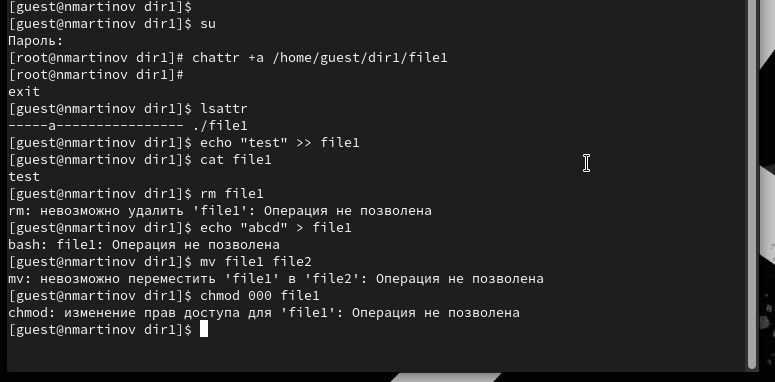 [guest@nmartinov dir1]$
[guest@nmartinov dir1]$ su
Пароль:
[root@nmartinov dir1]# chattr +a /home/guest/dir1/file1
[root@nmartinov dir1]#
exit
[guest@nmartinov dir1]$ lsattr
-----a---------------- ./file1
[guest@nmartinov dir1]$ echo "test" >> file1
[guest@nmartinov dir1]$ cat file1
test
[guest@nmartinov dir1]$ rm file1
rm: невозможно удалить 'file1': Операция не позволена
[guest@nmartinov dir1]$ echo "abcd" > file1
bash: file1: Операция не позволена
[guest@nmartinov dir1]$ mv file1 file2
mv: невозможно переместить 'file1' в 'file2': Операция не позволена
[guest@nmartinov dir1]$ chmod 000 file1
chmod: изменение прав доступа для 'file1': Операция не позволена
[guest@nmartinov dir1]$